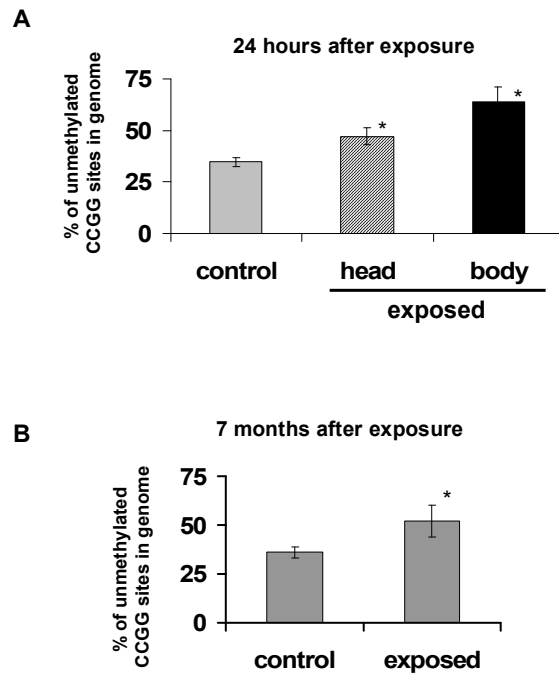 A
24 hours after exposure
% of unmethylated
CCGG sites in genome
75
50
25
0
*
*
control
head
body
exposed
B
7 months after exposure
% of unmethylated
CCGG sites in genome
75
50
25
0
*
control
exposed